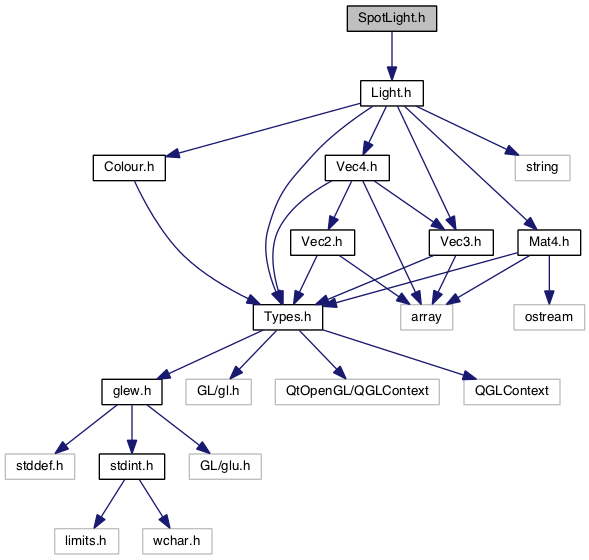 SpotLight.h
Light.h
Colour.h
Vec4.h
string
Vec2.h
Vec3.h
Mat4.h
Types.h
array
ostream
glew.h
GL/gl.h
QtOpenGL/QGLContext
QGLContext
stddef.h
stdint.h
GL/glu.h
limits.h
wchar.h